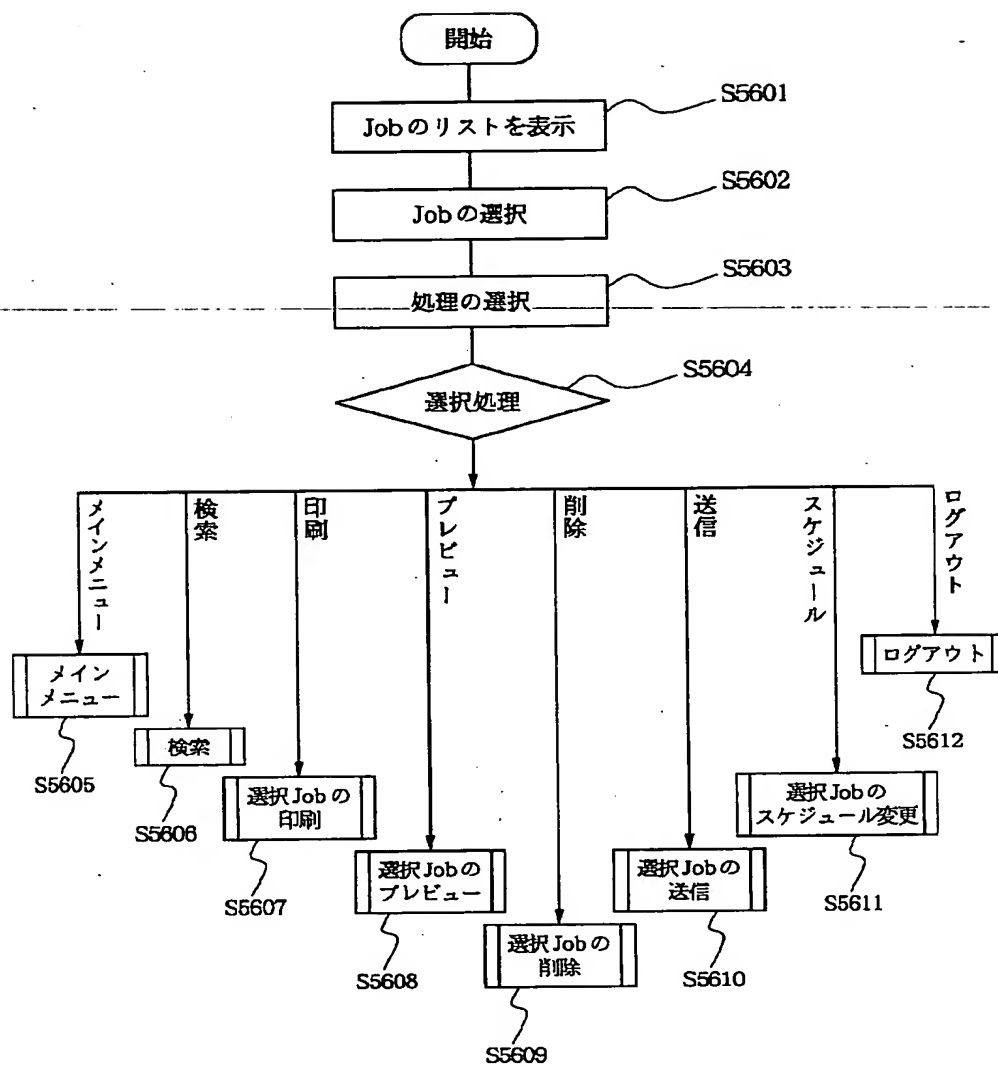 開始
Jobのリストを表示
S5601
Jobの選択
S5602
処理の選択
S5603
選択処理
S5604
メインメニュー
検索
印刷
プレビュー
削除
送信
スケジュール
ログアウト
メイン
メニュー
S5605
検索
S5606
選択Jobの
印刷
S5607
選択Jobの
プレビュー
S5608
選択Jobの
削除
S5609
選択Jobの
送信
S5610
選択Jobの
スケジュール変更
S5611
ログアウト
S5612